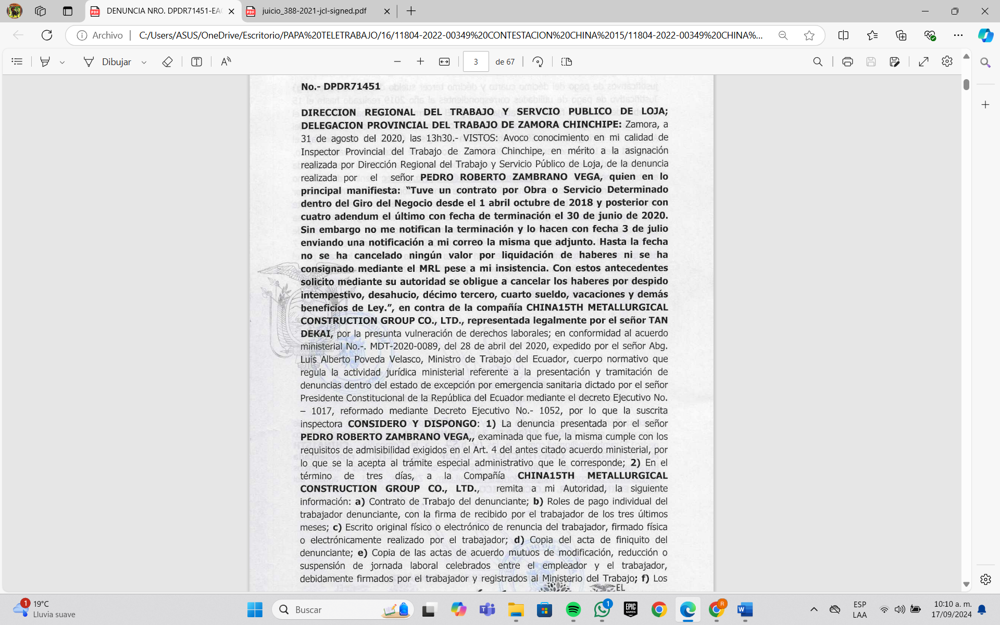 DENUNCIA NRO. DPDR71451-EA
juicio_388-2021-jcl-signed.pdf
Archivo
C:/Users/ASUS/OneDrive/Escritorio/PAPA%20TELETRABAJO/16/11804-2022-00349%20CONTESTACION%20CHINA%2015/11804-2022-00349%20CHINA%...
Dibujar
3
de 67
No.- DPDR71451
DIRECCION REGIONAL DEL TRABAJO Y SERVCIO PUBLICO DE LOJA;
DELEGACION PROVINCIAL DEL TRABAJO DE ZAMORA CHINCHIPE: Zamora, a
31 de agosto del 2020, las 13h30.- VISTOS: Avoco conocimiento en mi calidad de
Inspector Provincial del Trabajo de Zamora Chinchipe, en mérito a la asignación
realizada por Dirección Regional del Trabajo y Servicio Público de Loja, de la denuncia
realizada por el señor PEDRO ROBERTO ZAMBRANO VEGA, quien en lo
principal manifiesta: “Tuve un contrato por Obra o Servicio Determinado
dentro del Giro del Negocio desde el 1 abril octubre de 2018 y posterior con
cuatro adendum el último con fecha de terminación el 30 de junio de 2020.
Sin embargo no me notifican la terminación y lo hacen con fecha 3 de julio
enviando una notificación a mi correo la misma que adjunto. Hasta la fecha
no se ha cancelado ningún valor por liquidación de haberes ni se ha
consignado mediante el MRL pese a mi insistencia. Con estos antecedentes
solicito mediante su autoridad se obligue a cancelar los haberes por despido
intempestivo, desahucio, décimo tercero, cuarto sueldo, vacaciones y demás
beneficios de Ley.”, en contra de la compañía CHINA15TH METALLURGICAL
CONSTRUCTION GROUP CO., LTD., representada legalmente por el señor TAN
DEKAI, por la presunta vulneración de derechos laborales; en conformidad al acuerdo
ministerial No.-. MDT-2020-0089, del 28 de abril del 2020, expedido por el señor Abg.
Luis Alberto Poveda Velasco, Ministro de Trabajo del Ecuador, cuerpo normativo que
regula la actividad jurídica ministerial referente a la presentación y tramitación de
denuncias dentro del estado de excepción por emergencia sanitaria dictado por el señor
Presidente Constitucional de la República del Ecuador mediante el decreto Ejecutivo No.
– 1017, reformado mediante Decreto Ejecutivo No.- 1052, por lo que la suscrita
inspectora CONSIDERO Y DISPONGO: 1) La denuncia presentada por el señor
PEDRO ROBERTO ZAMBRANO VEGA,, examinada que fue, la misma cumple con los
requisitos de admisibilidad exigidos en el Art. 4 del antes citado acuerdo ministerial, por
lo que se la acepta al trámite especial administrativo que le corresponde; 2) En el
término de tres días, a la Compañía CHINA15TH METALLURGICAL
CONSTRUCTION GROUP CO., LTD., remita a mi Autoridad, la siguiente
información: a) Contrato de Trabajo del denunciante; b) Roles de pago individual del
trabajador denunciante, con la firma de recibido por el trabajador de los tres últimos
meses; c) Escrito original físico o electrónico de renuncia del trabajador, firmado física
o electrónicamente realizado por el trabajador; d) Copia del acta de finiquito del
denunciante; e) Copia de las actas de acuerdo mutuos de modificación, reducción o
suspensión de jornada laboral celebrados entre el empleador y el trabajador,
debidamente firmados por el trabajador y registrados al Ministerio del Trabajo; f) Los
EL
1
19°C
Lluvia suave
Buscar
1
EPIC GAMES
R
ESP
LAA
10:10 a. m.
17/09/2024